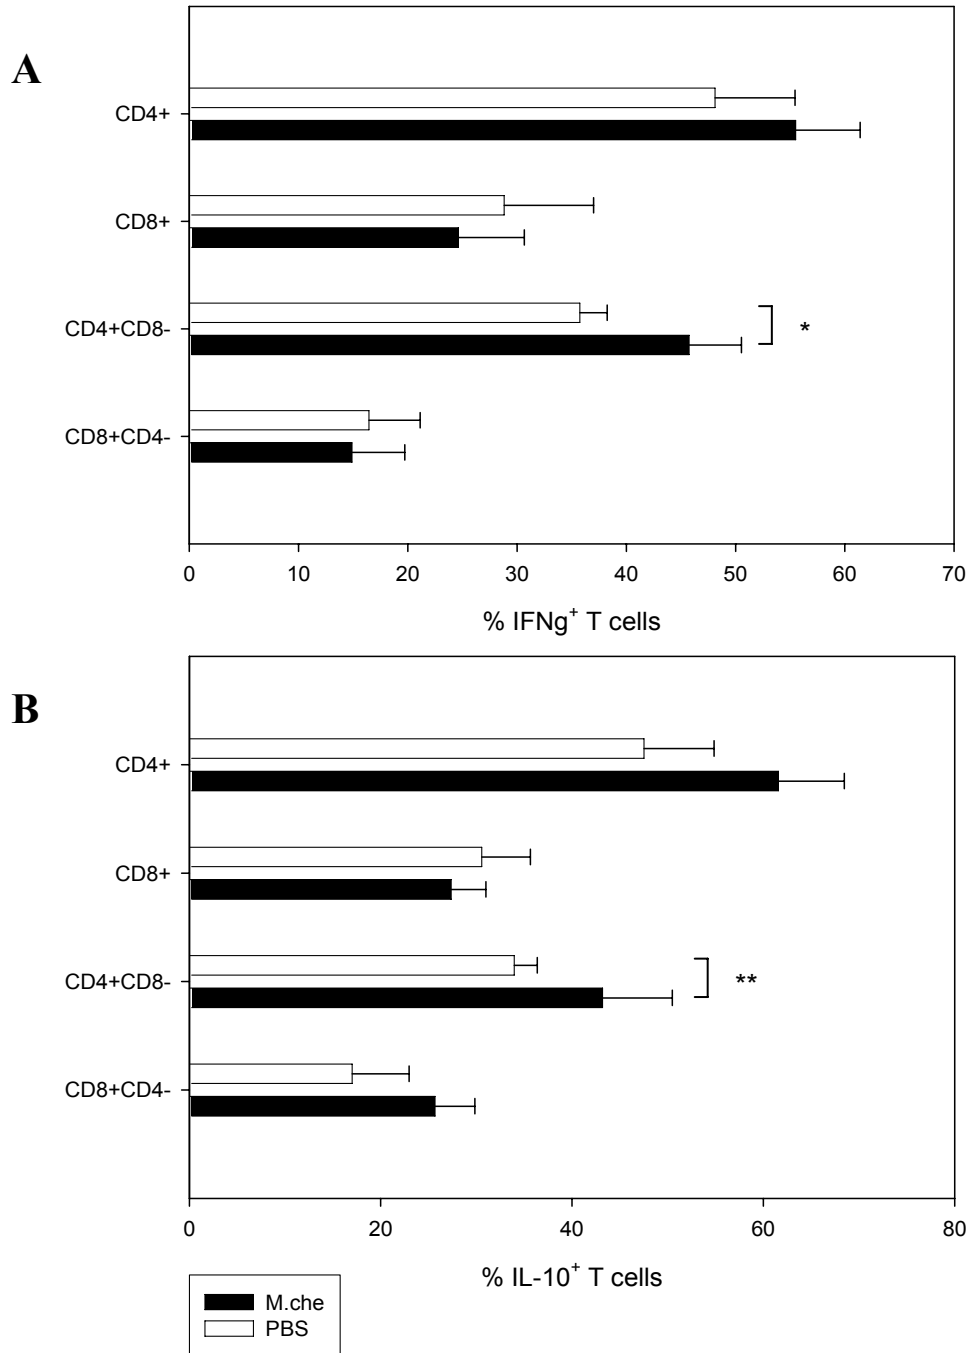 A
CD4+
CD8+
CD4+CD8-
*
CD8+CD4-
0 10 20 30 40 50 60 70
% IFNg⁺ T cells
B
CD4+
CD8+
CD4+CD8-
**
CD8+CD4-
0 20 40 60 80
% IL-10⁺ T cells
M.che
PBS